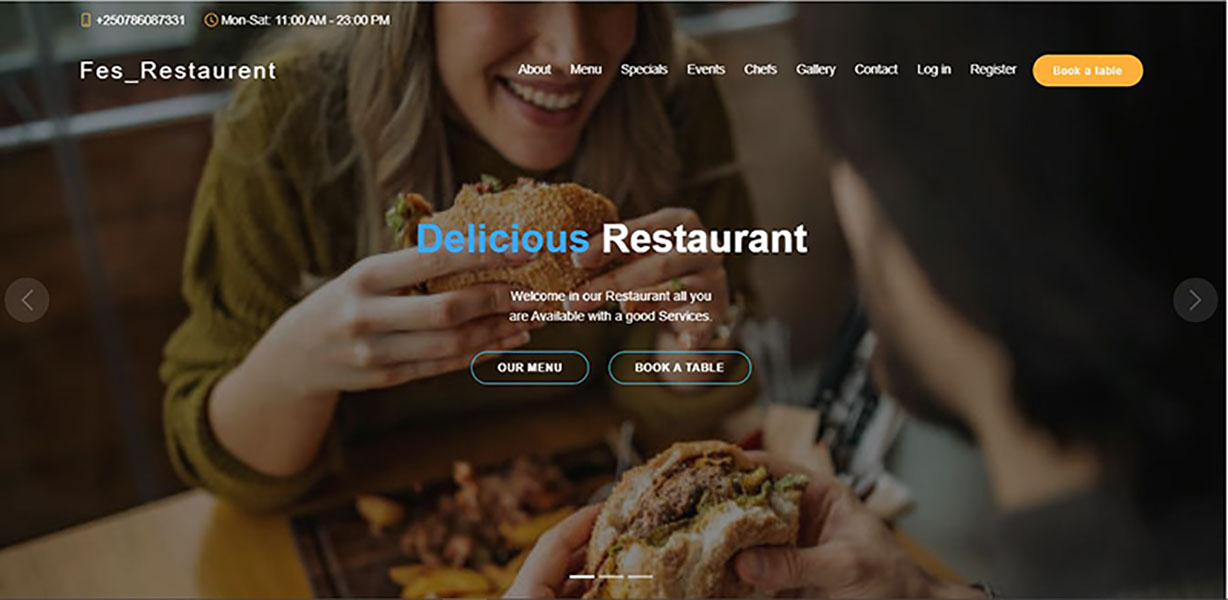 +250786087331 Mon-Sat: 11:00 AM - 23:00 PM
Fes_Restaurent
About Menu Specials Events Chefs Gallery Contact Log in Register Book a table
Delicious Restaurant
Welcome in our Restaurant all you
are Available with a good Services.
OUR MENU BOOK A TABLE